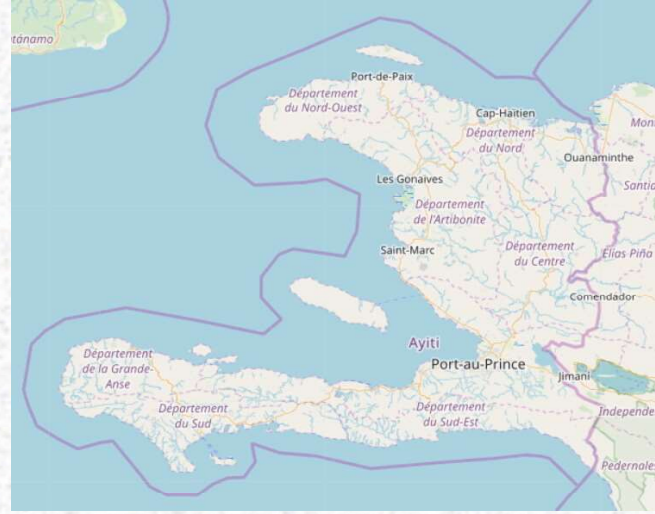 tánamo
Port-de-Paix
Département
du Nord-Ouest
Cap-Haïtien
Département
du Nord
Mont
Ouanaminthe
Les Gonaïves
Santia
Département
de l'Artibonite
Saint-Marc
Département
du Centre
Elías Piña
Comendador
Ayiti
Port-au-Prince
Département
de la Grande-
Anse
Jimaní
Département
du Sud
Département
du Sud-Est
Independe
Pedernales